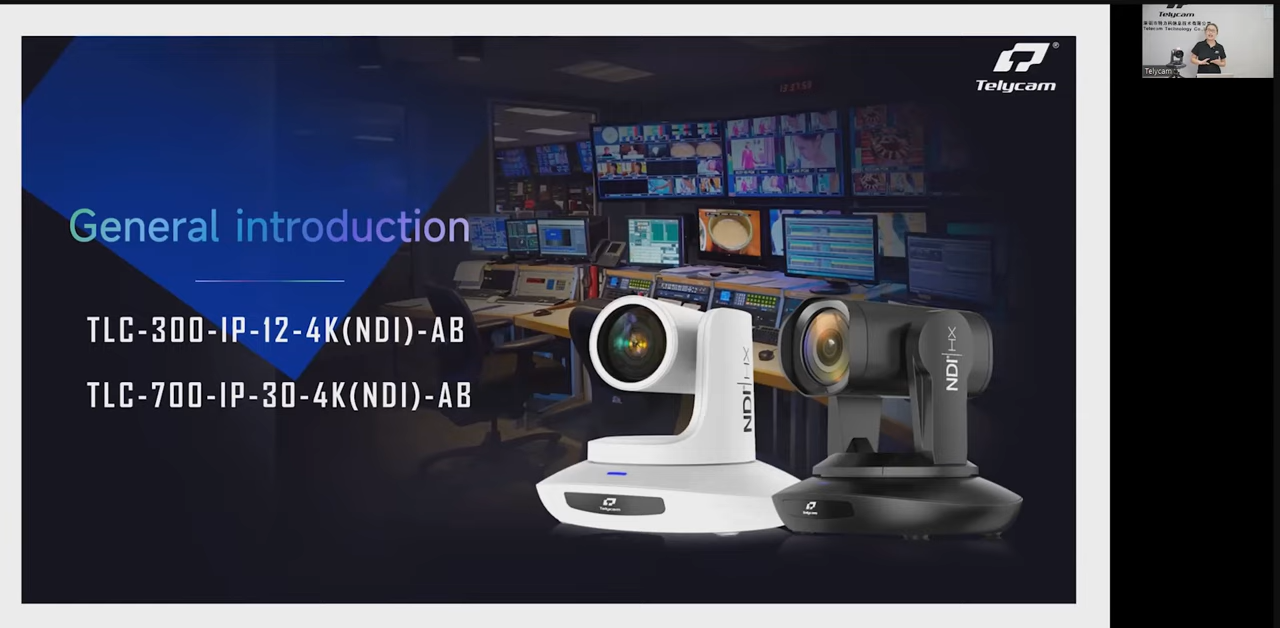 Telycam
General introduction
TLC-300-IP-12-4K(NDI)-AB
TLC-700-IP-30-4K(NDI)-AB
NDI|HX
NDI|HX
Telycam
Telycam
Telycam
Telycam